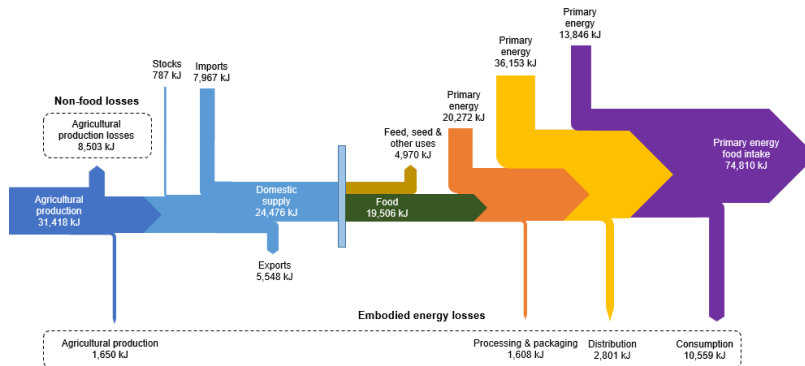 Primary
energy
13,846 kJ
Primary
energy
36,153 kJ
Stocks
787 kJ
Imports
7,967 kJ
Primary
energy
20,272 kJ
Non-food losses
Agricultural
production losses
8,503 kJ
Feed, seed &
other uses
4,970 kJ
Primary energy
food intake
74,810 kJ
Agricultural
production
31,418 kJ
Domestic
supply
24,476 kJ
Food
19,506 kJ
Exports
5,548 kJ
Embodied energy losses
Agricultural production
1,650 kJ
Processing & packaging
1,608 kJ
Distribution
2,801 kJ
Consumption
10,559 kJ